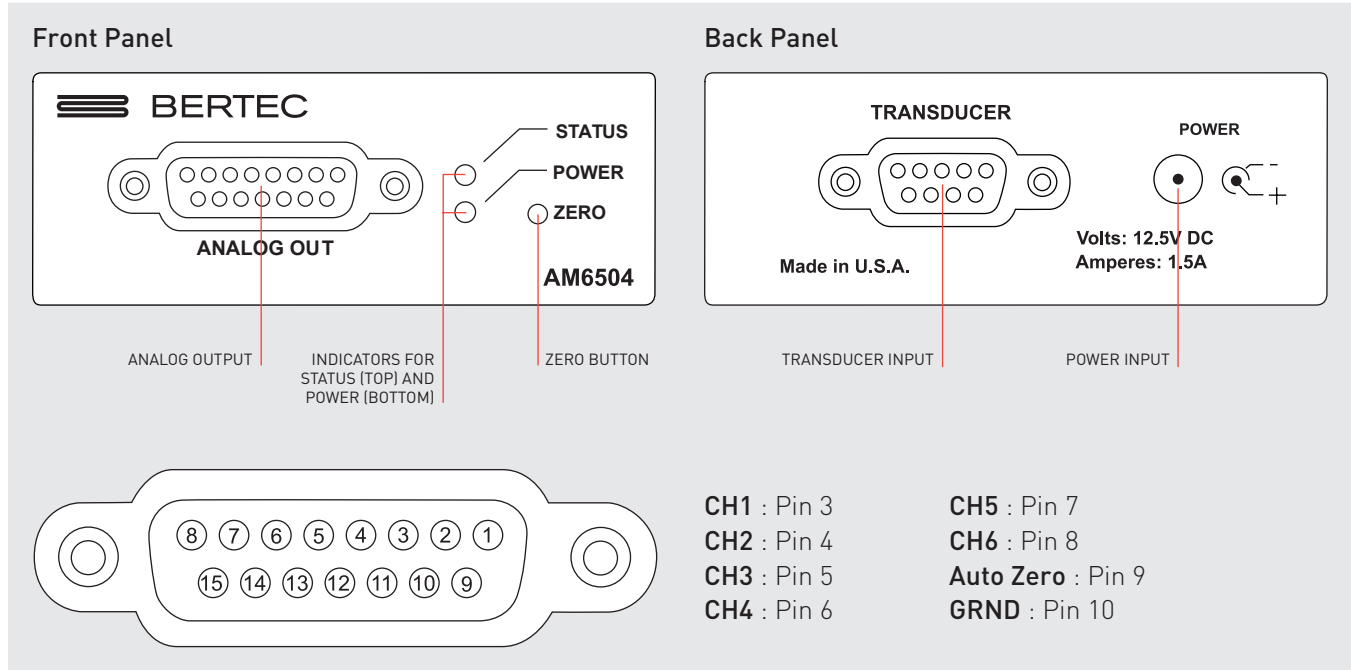 Front Panel
BERTEC
STATUS
POWER
ZERO
ANALOG OUT
AM6504
ANALOG OUTPUT
INDICATORS FOR
STATUS (TOP) AND
POWER (BOTTOM)
ZERO BUTTON
Back Panel
TRANSDUCER
POWER
- +
Volts: 12.5V DC
Amperes: 1.5A
Made in U.S.A.
TRANSDUCER INPUT
POWER INPUT
8 7 6 5 4 3 2 1
15 14 13 12 11 10 9
CH1 : Pin 3
CH2 : Pin 4
CH3 : Pin 5
CH4 : Pin 6
CH5 : Pin 7
CH6 : Pin 8
Auto Zero : Pin 9
GRND : Pin 10